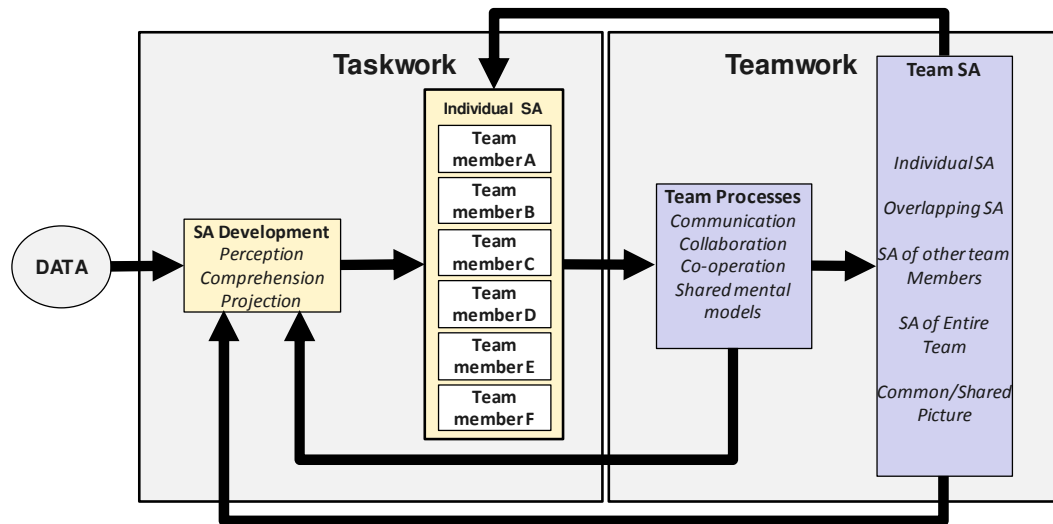 Taskwork
Teamwork
DATA
SA Development
Perception
Comprehension
Projection
Individual SA
Team
member A
Team
member B
Team
member C
Team
member D
Team
member E
Team
member F
Team Processes
Communication
Collaboration
Co-operation
Shared mental
models
Team SA
Individual SA
Overlapping SA
SA of other team
Members
SA of Entire
Team
Common/Shared
Picture